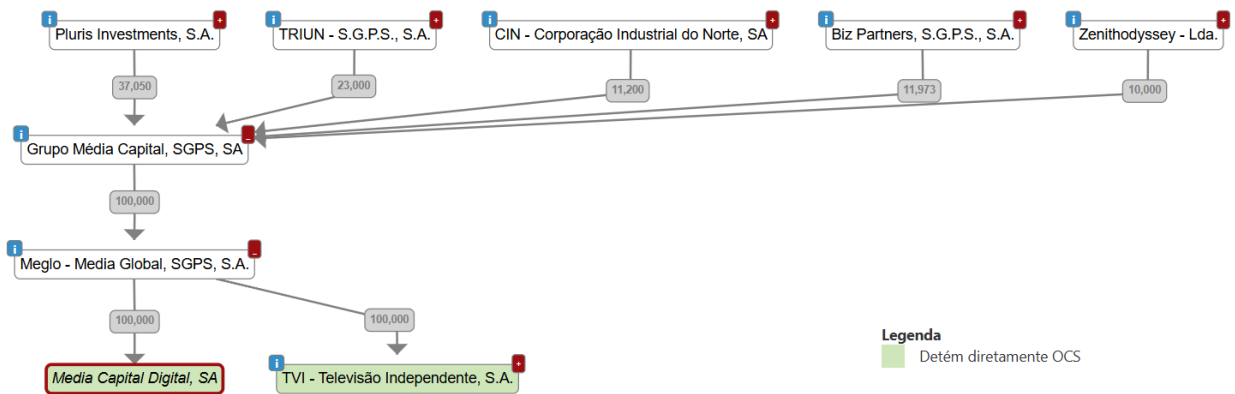 i
+
Pluris Investments, S.A.
i
+
TRIUN - S.G.P.S., S.A.
i
+
CIN - Corporação Industrial do Norte, SA
i
+
Biz Partners, S.G.P.S., S.A.
i
+
Zenithodyssey - Lda.
37,050
23,000
11,200
11,973
10,000
i
_
Grupo Média Capital, SGPS, SA
100,000
i
_
Meglo - Media Global, SGPS, S.A.
100,000
100,000
Legenda
Detém diretamente OCS
Media Capital Digital, SA
i
+
TVI - Televisão Independente, S.A.